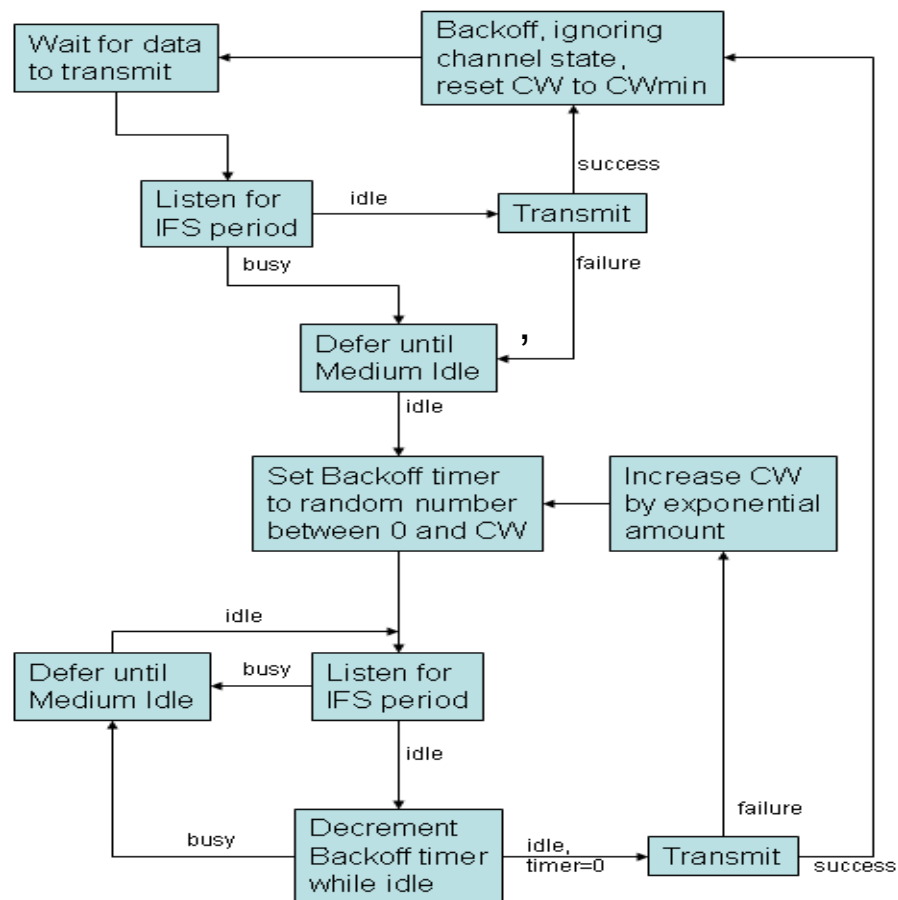 Wait for data
to transmit
Backoff, ignoring
channel state,
reset CW to CWmin
success
Listen for
IFS period
idle
Transmit
busy
failure
Defer until
Medium Idle
,
idle
Set Backoff timer
to random number
between 0 and CW
Increase CW
by exponential
amount
idle
Defer until
Medium Idle
busy
Listen for
IFS period
idle
failure
busy
Decrement
Backoff timer
while idle
idle,
timer=0
Transmit
success